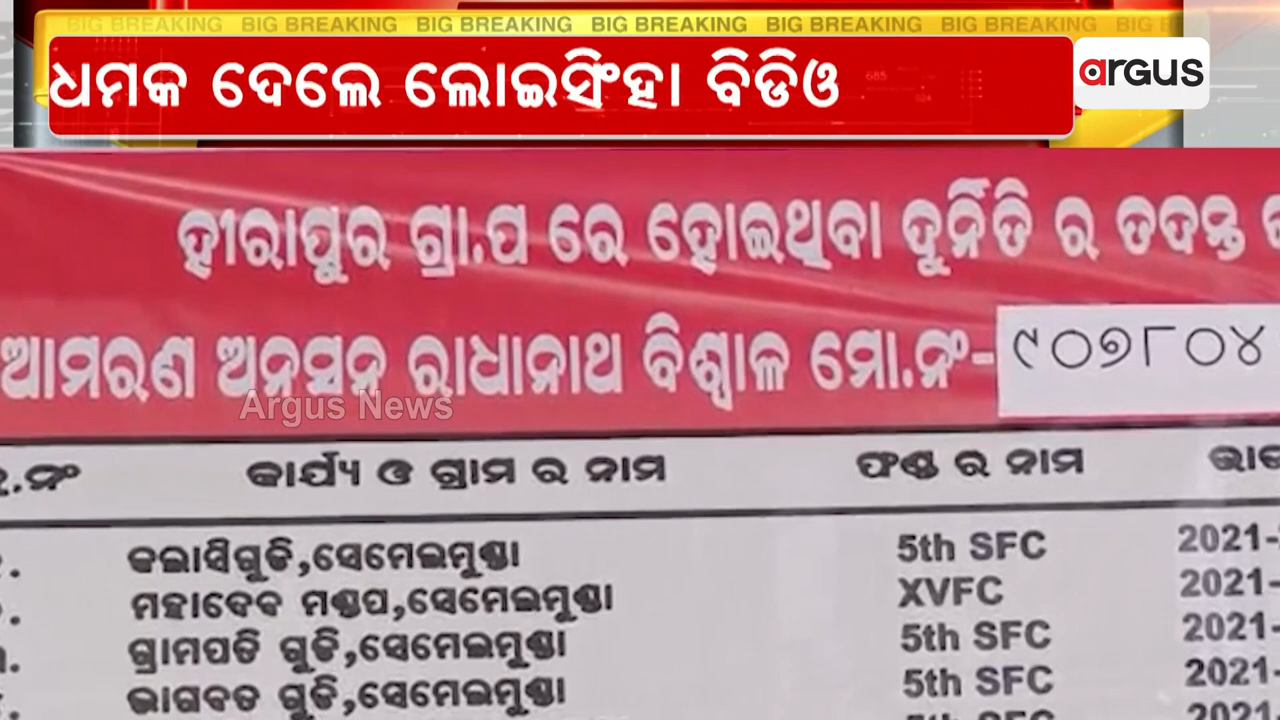 BIG BREAKING BIG BREAKING BIG BREAKING BIG BREAKING BIG BREAKING BIG BREAKING BIG
ଧମକ ଦେଲେ ଲୋଇସିଂହା ବିଡିଓ
argus
ହୀରାପୁର ଗ୍ରା.ପ ରେ ହୋଇଥିବା ଦୁର୍ନିତି ର ତଦନ୍ତ
ଆମରଣ ଅନସନ ରାଧାନାଥ ବିଶ୍ୱାଳ ମୋ.ନଂ-୯୦୭୮୦୪
Argus News
.ନଂ କାର୍ଯ୍ୟ ଓ ଗ୍ରାମ ର ନାମ ଫଣ୍ଡ ର ନାମ
କଲାସିଗୁଡି,ସେମେଲମୁଣ୍ଡା 5th SFC 2021-
ମହାଦେବ ମଣ୍ଡପ,ସେମେଲମୁଣ୍ଡା XVFC 2021-
ଗ୍ରାମପତି ଗୁଡି,ସେମେଲମୁଣ୍ଡା 5th SFC 2021-
ଭାଗବତ ଗୁଡି,ସେମେଲମୁଣ୍ଡା 5th SFC 2021-